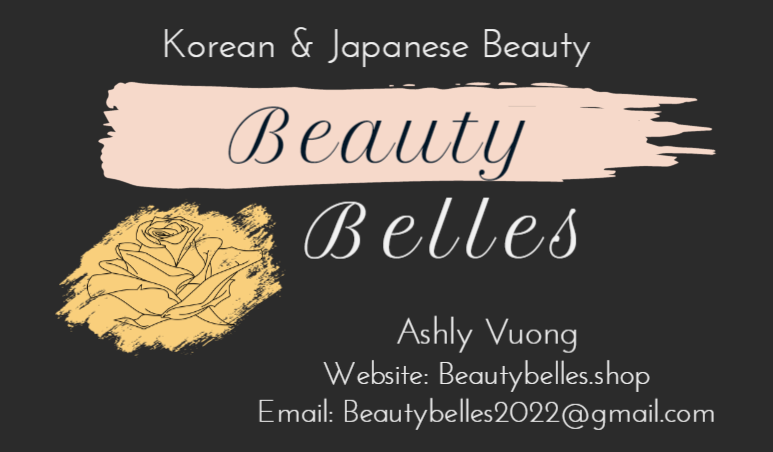 Korean & Japanese Beauty
Beauty
Belles
Ashly Vuong
Website: Beautybelles.shop
Email: Beautybelles2022@gmail.com